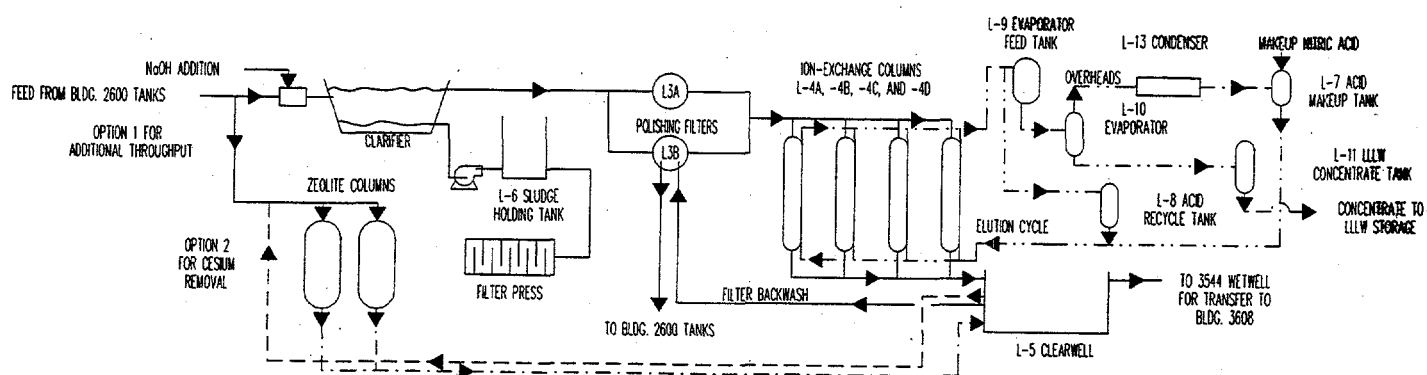 L-9 EVAPORATOR
FEED TANK
L-13 CONDENSER
MAKEUP NITRIC ACID
NaOH ADDITION
ION-EXCHANGE COLUMNS
L-4A, -4B, -4C, AND -4D
OVERHEADS
L-7 ACID
MAKEUP TANK
FEED FROM BLDG. 2600 TANKS
L3A
L-10
EVAPORATOR
OPTION 1 FOR
ADDITIONAL THROUGHPUT
CLARIFIER
POLISHING FILTERS
L3B
L-11 LLLW
CONCENTRATE TANK
ZEOLITE COLUMNS
L-6 SLUDGE
HOLDING TANK
L-8 ACID
RECYCLE TANK
CONCENTRATE TO
LLLW STORAGE
ELUTION CYCLE
OPTION 2
FOR CESIUM
REMOVAL
FILTER PRESS
FILTER BACKWASH
TO 3544 WETWELL
FOR TRANSFER TO
BLDG. 3608
TO BLDG. 2600 TANKS
L-5 CLEARWELL